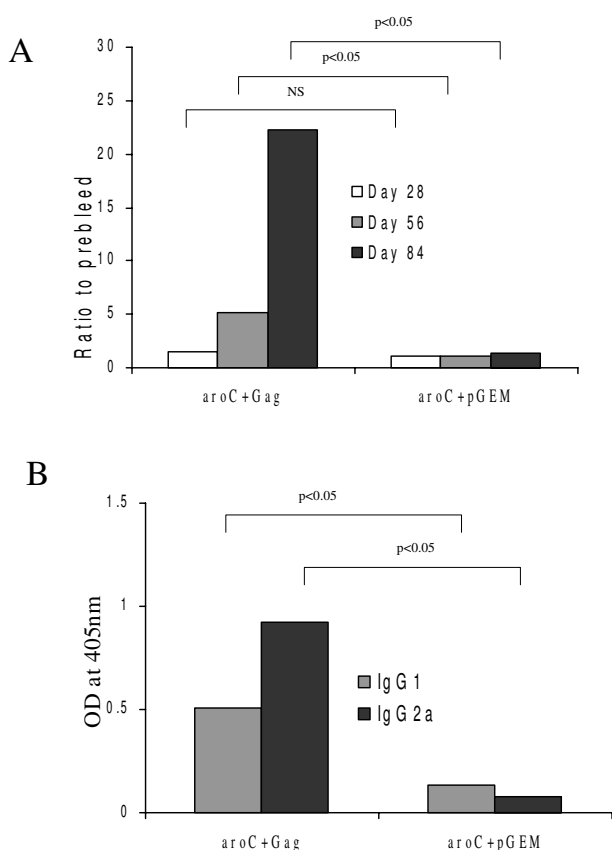 A
p<0.05
p<0.05
NS
30
25
20
15
10
5
0
Ratio to prebleed
Day 28
Day 56
Day 84
aroC+Gag aroC+pGEM
B
p<0.05
p<0.05
1.5
1
0.5
0
OD at 405nm
IgG1
IgG2a
aroC+Gag aroC+pGEM